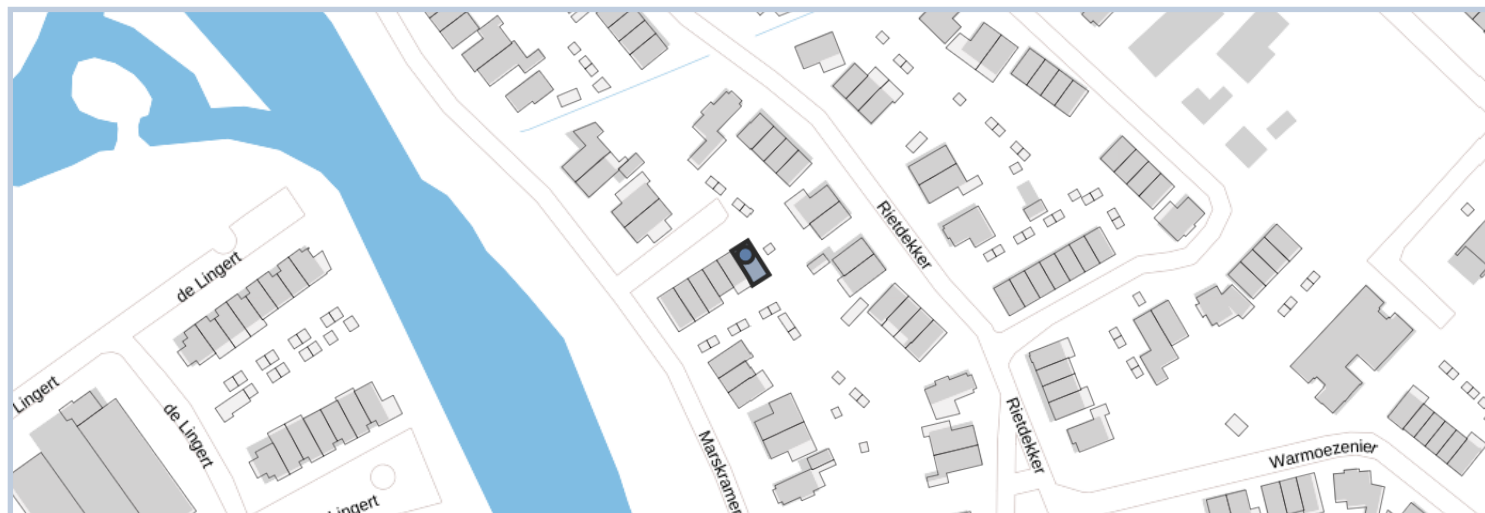 Rietdekker
de Lingert
Lingert
de Lingert
Marskramer
Rietdekker
Warmoezenier
Lingert